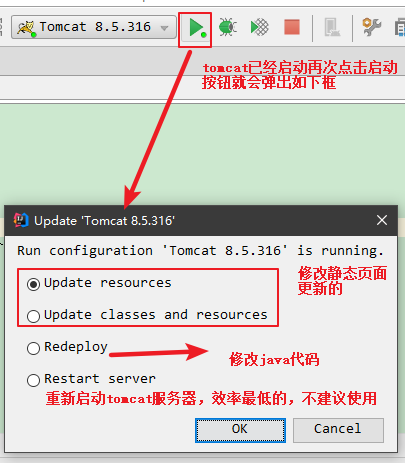 Tomcat 8.5.316
tomcat已经启动再次点击启动
按钮就会弹出如下框
Update 'Tomcat 8.5.316'
Run configuration 'Tomcat 8.5.316' is running.
Update resources
修改静态页面
更新的
Update classes and resources
Redeploy
修改java代码
Restart server
重新启动tomcat服务器，效率最低的，不建议使用
OK
Cancel